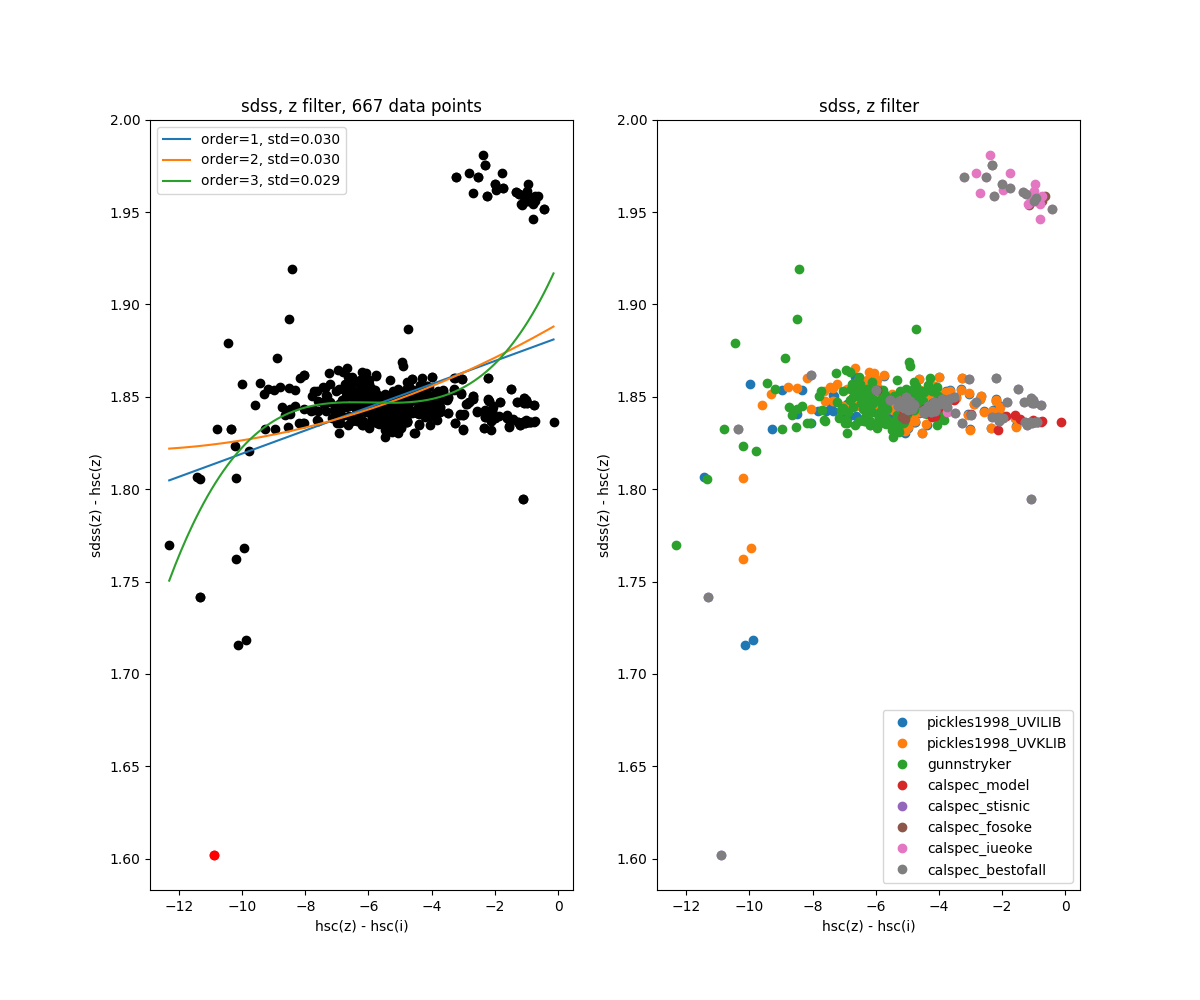 sdss, z filter, 667 data points
order=1, std=0.030
order=2, std=0.030
order=3, std=0.029
2.00
1.95
1.90
1.85
1.80
1.75
1.70
1.65
1.60
sdss(z) - hsc(z)
−12
−10
−8
−6
−4
−2
0
hsc(z) - hsc(i)
sdss, z filter
2.00
1.95
1.90
1.85
1.80
1.75
1.70
1.65
1.60
sdss(z) - hsc(z)
pickles1998_UVILIB
pickles1998_UVKLIB
gunnstryker
calspec_model
calspec_stisnic
calspec_fosoke
calspec_iueoke
calspec_bestofall
−12
−10
−8
−6
−4
−2
0
hsc(z) - hsc(i)